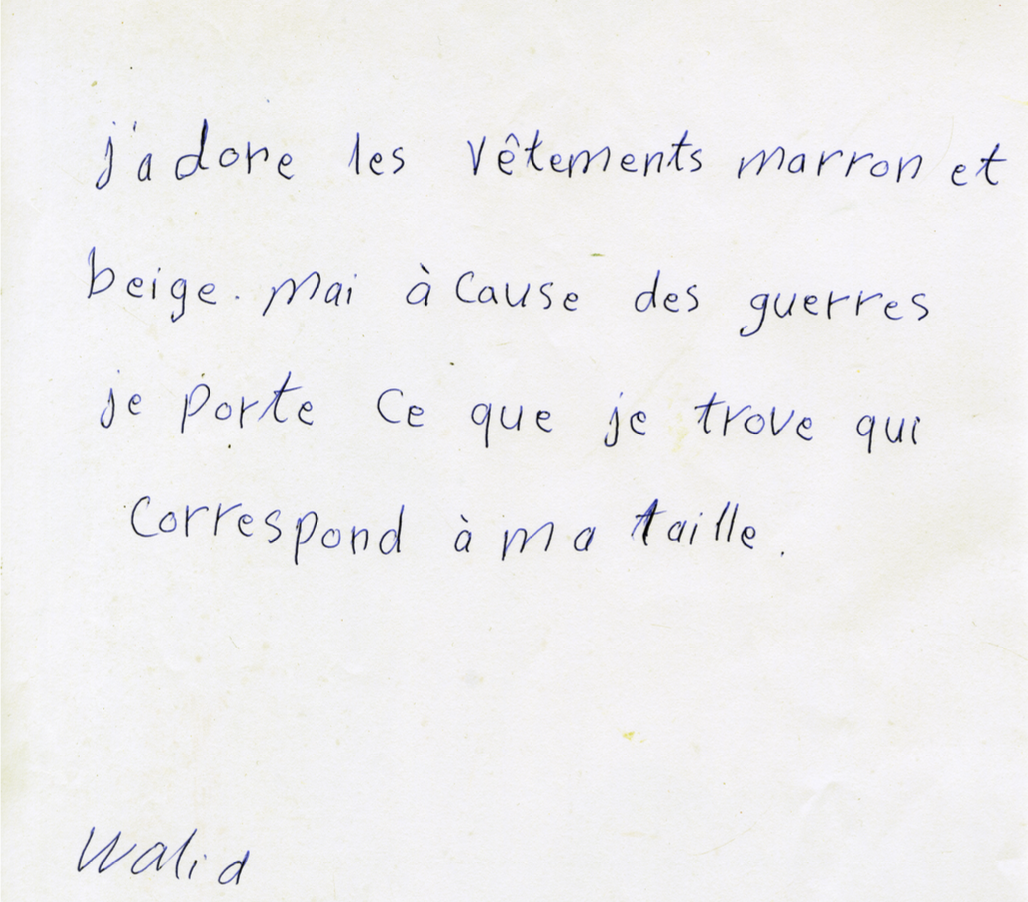 j'adore les vêtements marron et
beige. Mai à Cause des guerres
je porte Ce que je trove qui
Correspond à ma taille.
Walid